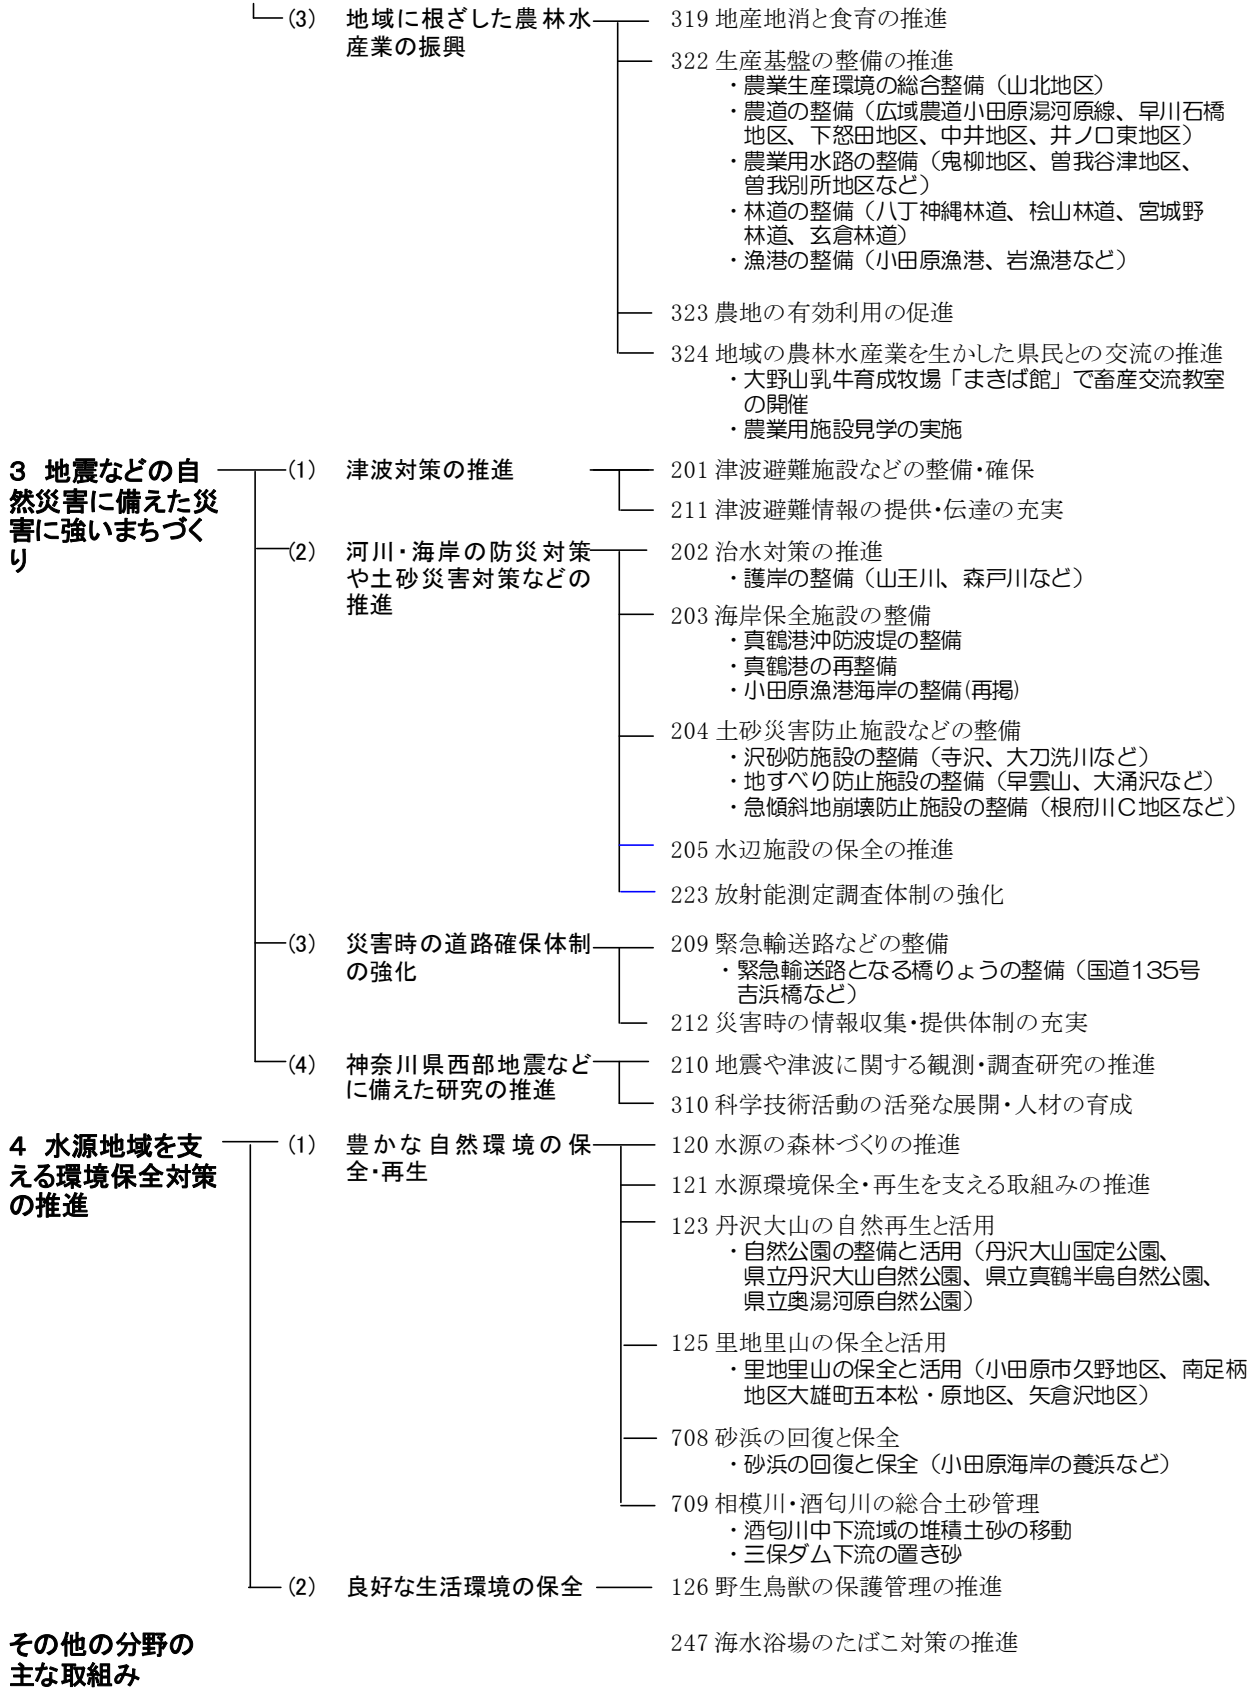 (3) 地域に根ざした農林水
産業の振興
319 地産地消と食育の推進
322 生産基盤の整備の推進
・農業生産環境の総合整備（山北地区）
・農道の整備（広域農道小田原湯河原線、早川石橋
地区、下怒田地区、中井地区、井ノ口東地区）
・農業用水路の整備（鬼柳地区、曽我谷津地区、
曽我別所地区など）
・林道の整備（八丁神縄林道、桧山林道、宮城野
林道、玄倉林道）
・漁港の整備（小田原漁港、岩漁港など）
323 農地の有効利用の促進
324 地域の農林水産業を生かした県民との交流の推進
・大野山乳牛育成牧場「まきば館」で畜産交流教室
の開催
・農業用施設見学の実施
3 地震などの自
然災害に備えた災
害に強いまちづく
り
(1) 津波対策の推進
201 津波避難施設などの整備・確保
211 津波避難情報の提供・伝達の充実
(2) 河川・海岸の防災対策
や土砂災害対策などの
推進
202 治水対策の推進
・護岸の整備（山王川、森戸川など）
203 海岸保全施設の整備
・真鶴港沖防波堤の整備
・真鶴港の再整備
・小田原漁港海岸の整備(再掲)
204 土砂災害防止施設などの整備
・沢砂防施設の整備（寺沢、大刀洗川など）
・地すべり防止施設の整備（早雲山、大涌沢など）
・急傾斜地崩壊防止施設の整備（根府川C地区など）
205 水辺施設の保全の推進
223 放射能測定調査体制の強化
(3) 災害時の道路確保体制
の強化
209 緊急輸送路などの整備
・緊急輸送路となる橋りょうの整備（国道135号
吉浜橋など）
212 災害時の情報収集・提供体制の充実
(4) 神奈川県西部地震など
に備えた研究の推進
210 地震や津波に関する観測・調査研究の推進
310 科学技術活動の活発な展開・人材の育成
4 水源地域を支
える環境保全対策
の推進
(1) 豊かな自然環境の保
全・再生
120 水源の森林づくりの推進
121 水源環境保全・再生を支える取組みの推進
123 丹沢大山の自然再生と活用
・自然公園の整備と活用（丹沢大山国定公園、
県立丹沢大山自然公園、県立真鶴半島自然公園、
県立奥湯河原自然公園）
125 里地里山の保全と活用
・里地里山の保全と活用（小田原市久野地区、南足柄
地区大雄町五本松・原地区、矢倉沢地区）
708 砂浜の回復と保全
・砂浜の回復と保全（小田原海岸の養浜など）
709 相模川・酒匂川の総合土砂管理
・酒匂川中下流域の堆積土砂の移動
・三保ダム下流の置き砂
(2) 良好な生活環境の保全
126 野生鳥獣の保護管理の推進
その他の分野の
主な取組み
247 海水浴場のたばこ対策の推進